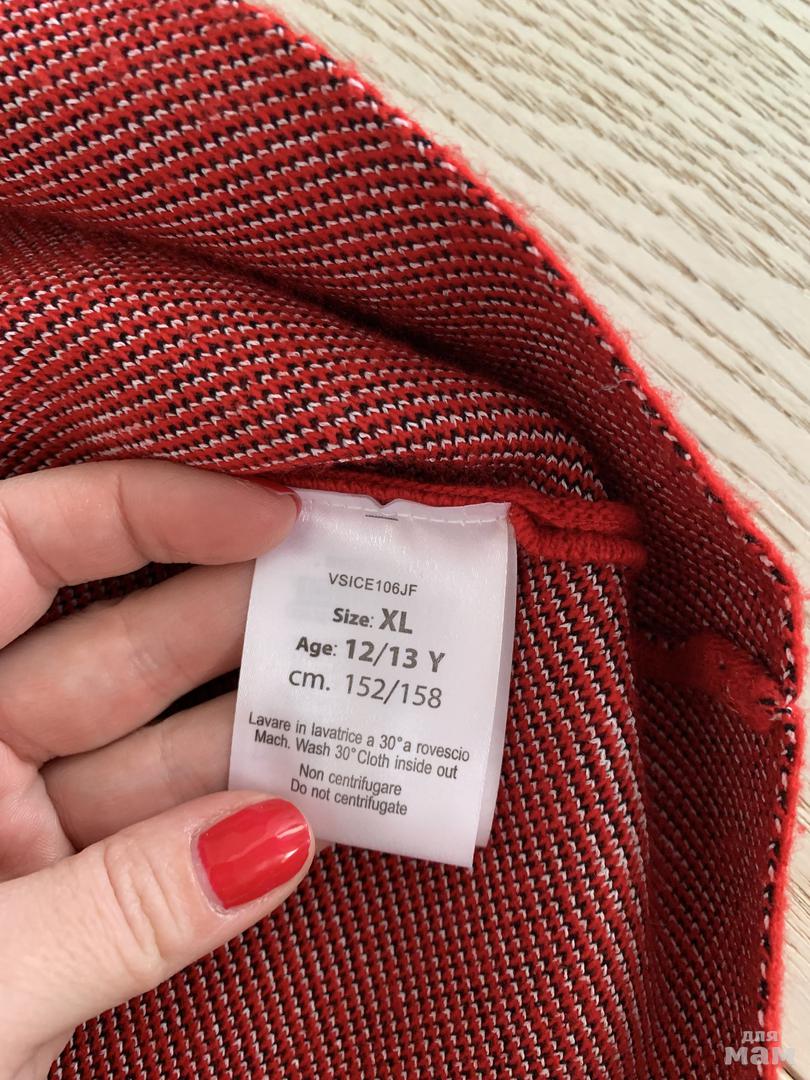 VSICE106JF
Size: XL
Age: 12/13 Y
cm. 152/158
Lavare in lavatrice a 30° a rovescio
Mach. Wash 30° Cloth inside out
Non centrifugare
Do not centrifugate
для
мам